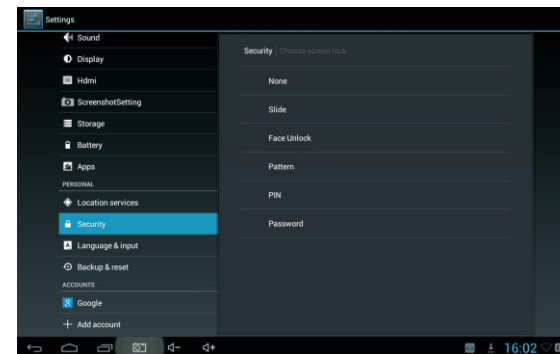 Settings
Sound
Display
Hdmi
ScreenshotSetting
Storage
Battery
Apps
PERSONAL
Location services
Security
Language & input
Backup & reset
ACCOUNTS
Google
Add account
Security | Choose screen lock
None
Slide
Face Unlock
Pattern
PIN
Password
16:02